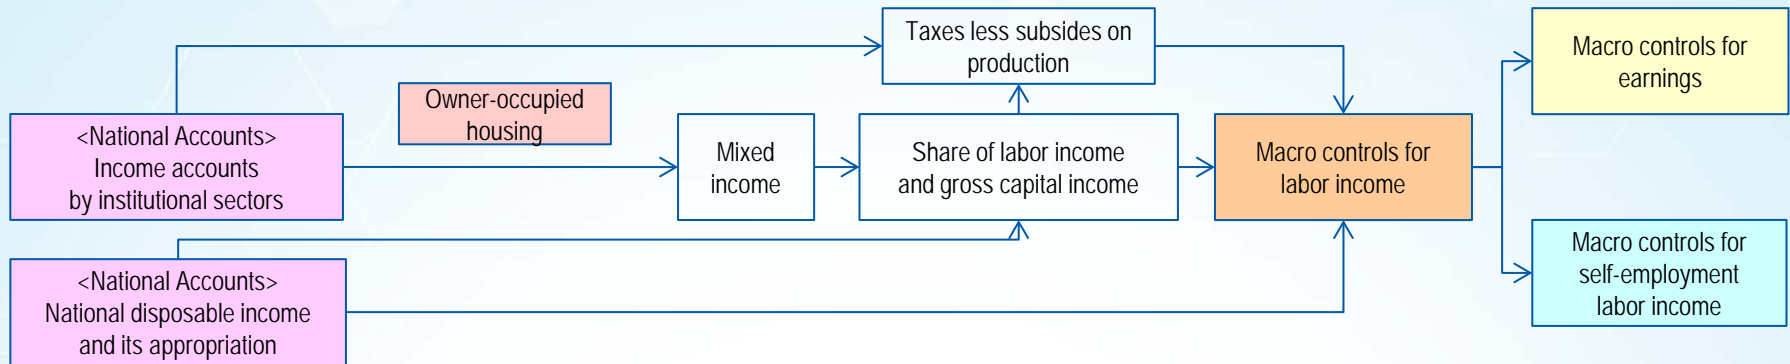 Taxes less subsides on
production
Macro controls for
earnings
Owner-occupied
housing
<National Accounts>
Income accounts
by institutional sectors
Mixed
income
Share of labor income
and gross capital income
Macro controls for
labor income
<National Accounts>
National disposable income
and its appropriation
Macro controls for
self-employment
labor income